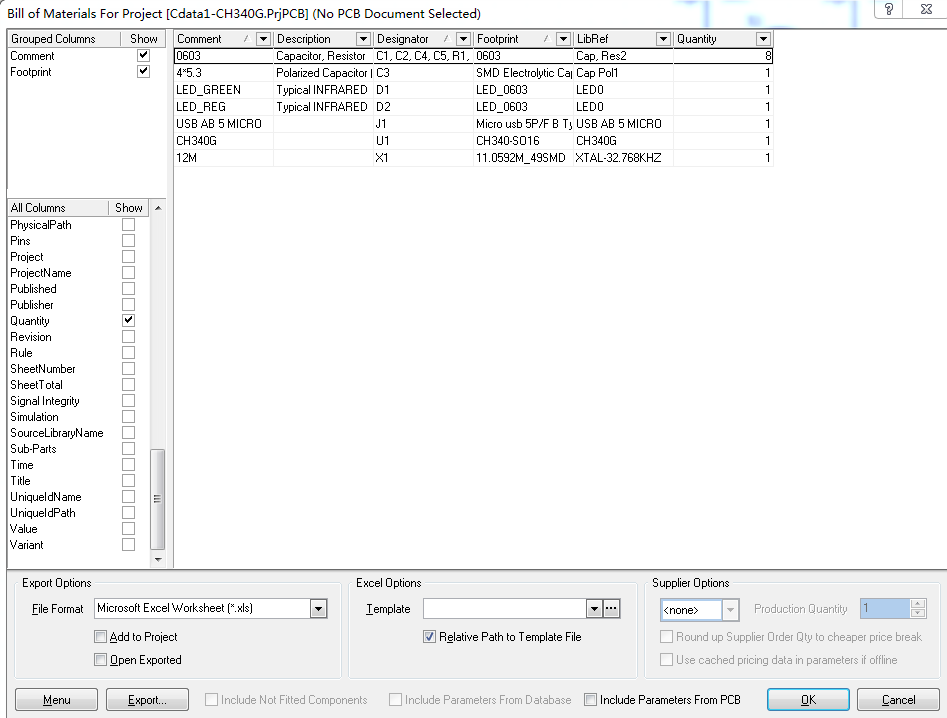 Bill of Materials For Project [Cdata1-CH340G.PrjPCB] (No PCB Document Selected)
Grouped Columns Show
Comment
Footprint
All Columns Show
PhysicalPath
Pins
Project
ProjectName
Published
Publisher
Quantity
Revision
Rule
SheetNumber
SheetTotal
Signal Integrity
Simulation
SourceLibraryName
Sub-Parts
Time
Title
UniqueIdName
UniqueIdPath
Value
Variant
Comment Description Designator Footprint LibRef Quantity
0603 Capacitor, Resistor C1, C2, C4, C5, R1, 0603 Cap, Res2 8
4*5.3 Polarized Capacitor C3 SMD Electrolytic Cap Pol1 1
LED_GREEN Typical INFRARED D1 LED_0603 LED0 1
LED_REG Typical INFRARED D2 LED_0603 LED0 1
USB AB 5 MICRO J1 Micro usb 5P/F B Ty USB AB 5 MICRO 1
CH340G U1 CH340-SO16 CH340G 1
12M X1 11.0592M_49SMD XTAL-32.768KHZ 1
Export Options
File Format Microsoft Excel Worksheet (*.xls)
Add to Project
Open Exported
Excel Options
Template
Relative Path to Template File
Supplier Options
<none> Production Quantity 1
Round up Supplier Order Qty to cheaper price break
Use cached pricing data in parameters if offline
Menu Export... Include Not Fitted Components Include Parameters From Database Include Parameters From PCB OK Cancel